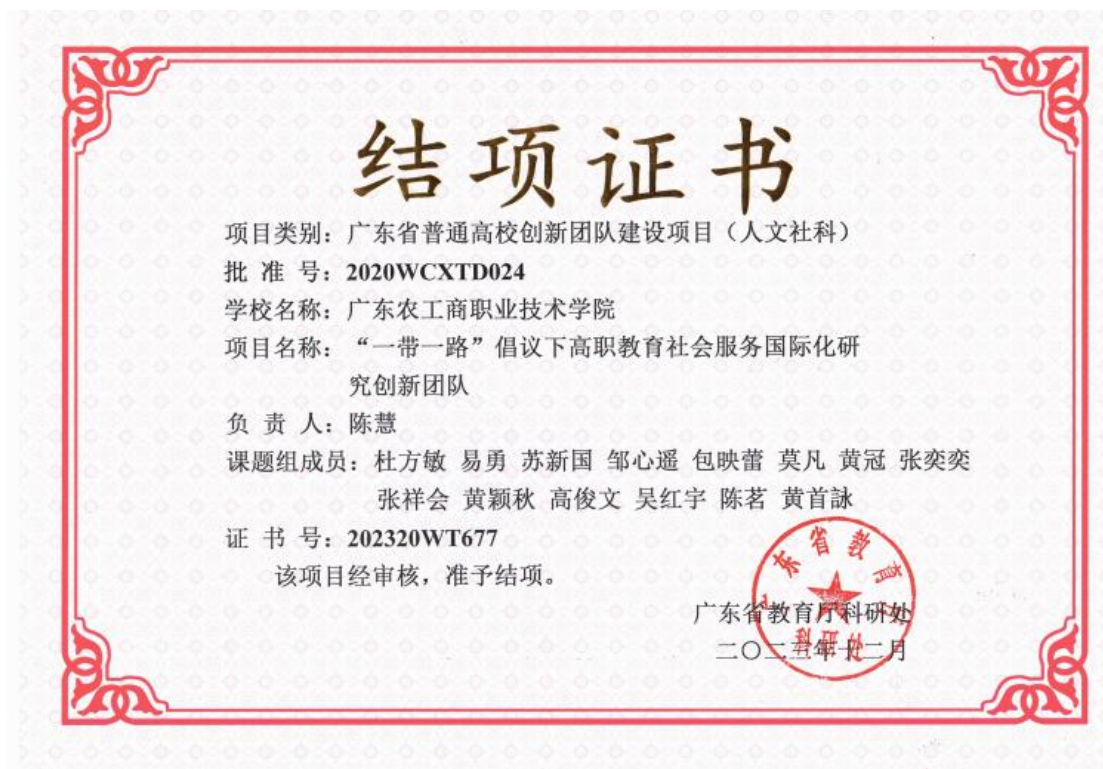 结项证书
项目类别：广东省普通高校创新团队建设项目（人文社科）
批 准 号：2020WCXTD024
学校名称：广东农工商职业技术学院
项目名称：“一带一路”倡议下高职教育社会服务国际化研
究创新团队
负 责 人：陈慧
课题组成员：杜方敏 易勇 苏新国 邹心遥 包映蕾 莫凡 黄冠 张奕奕
张祥会 黄颖秋 高俊文 吴红宇 陈茗 黄首詠
证 书 号：202320WT677
该项目经审核，准予结项。
广东省教育厅科研处
二〇二三年十二月
广东省教育厅